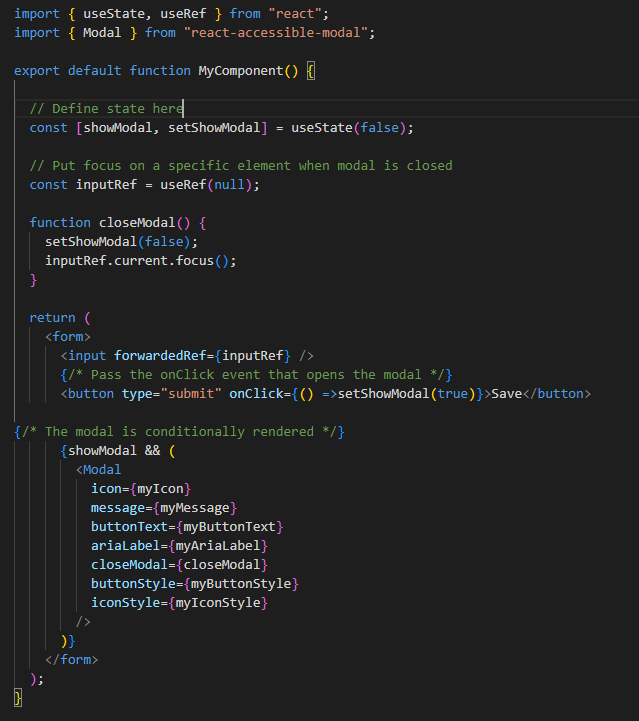 import { useState, useRef } from "react";
import { Modal } from "react-accessible-modal";
export default function MyComponent() {
// Define state here
const [showModal, setShowModal] = useState(false);
// Put focus on a specific element when modal is closed
const inputRef = useRef(null);
function closeModal() {
setShowModal(false);
inputRef.current.focus();
}
return (
<form>
<input forwardedRef={inputRef} />
{/* Pass the onClick event that opens the modal */}
<button type="submit" onClick={() =>setShowModal(true)}>Save</button>
{/* The modal is conditionally rendered */}
{showModal && (
<Modal
icon={myIcon}
message={myMessage}
buttonText={myButtonText}
ariaLabel={myAriaLabel}
closeModal={closeModal}
buttonStyle={myButtonStyle}
iconStyle={myIconStyle}
/>
)}
</form>
);
}